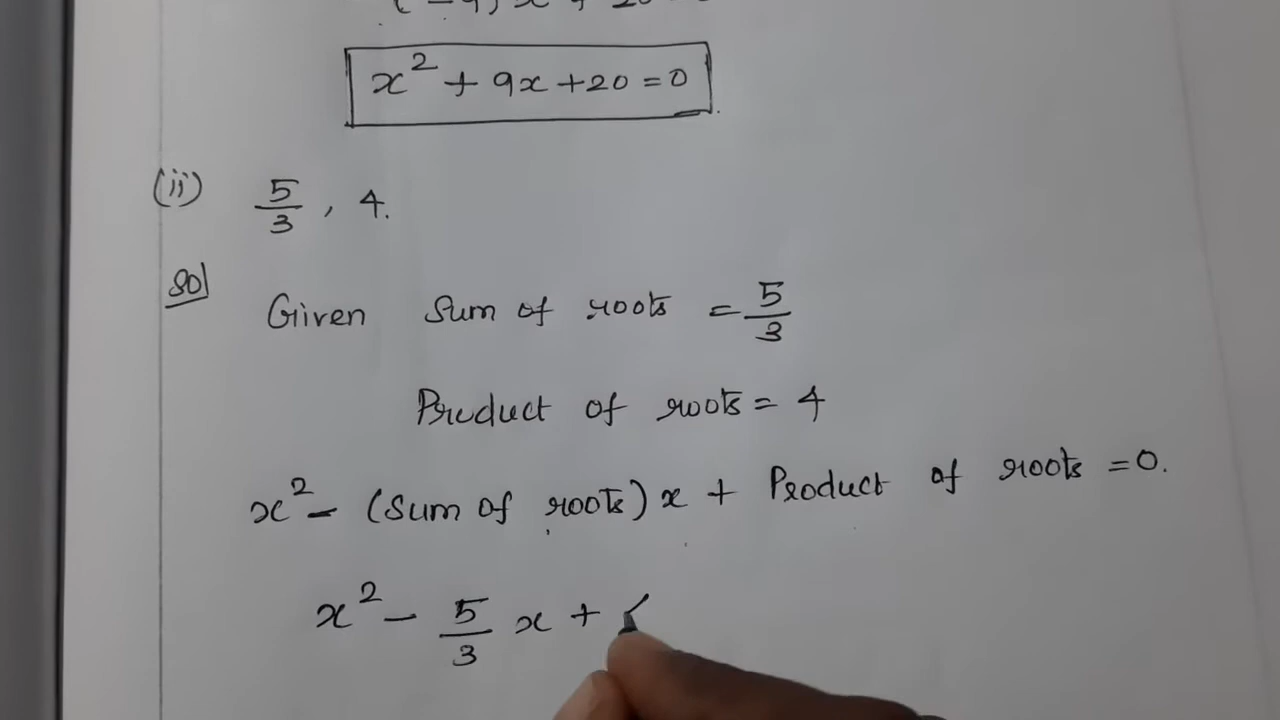 x² + 9x + 20 = 0
(ii) 5/3 , 4.
Sol
Given Sum of roots = 5/3
Product of roots = 4
x² - (Sum of roots) x + Product of roots = 0.
x² - 5/3 x +